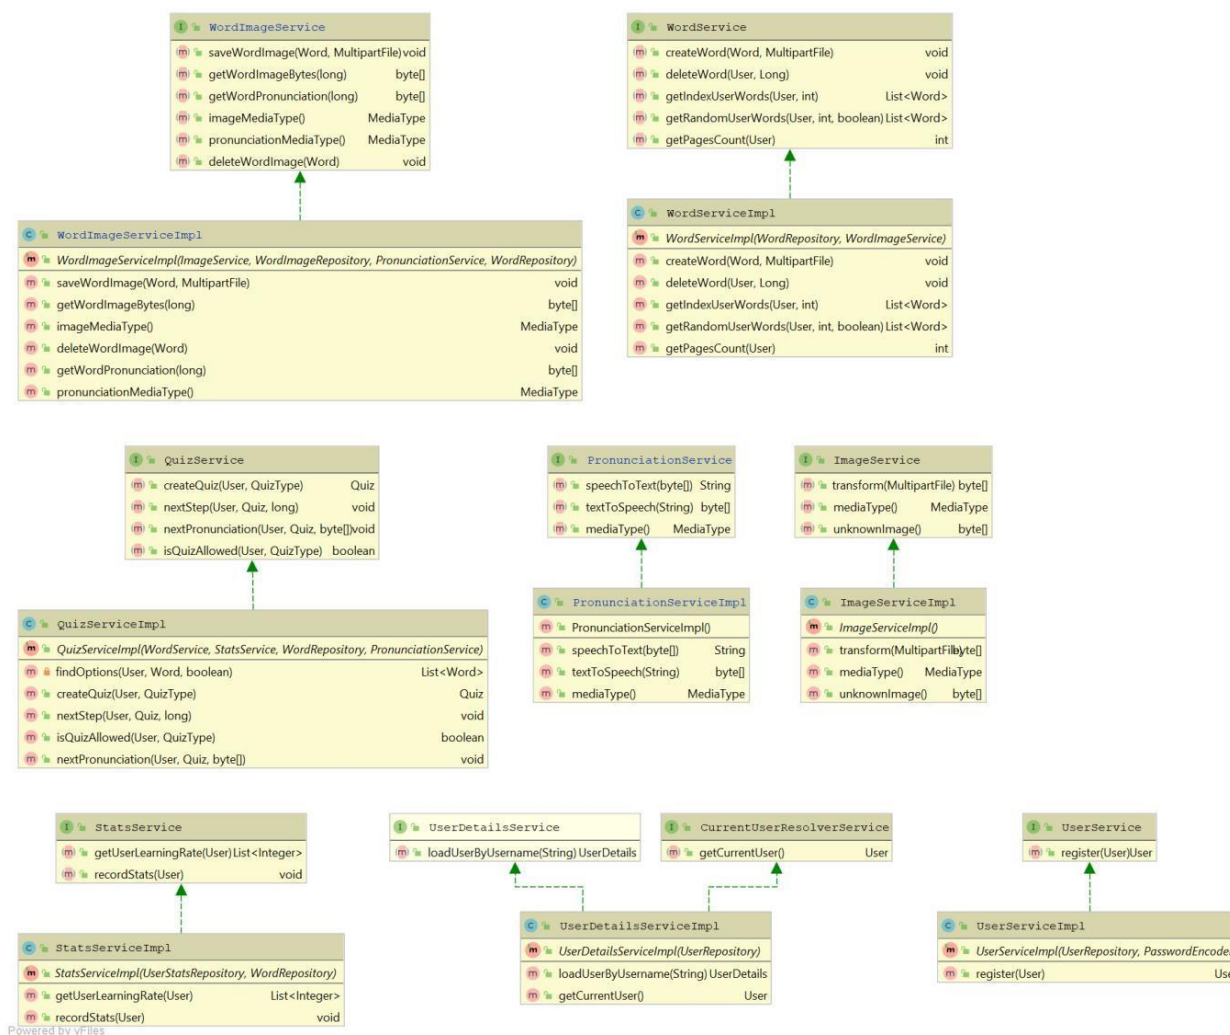 WordImageService
saveWordImage(Word, MultipartFile) void
getWordImageBytes(long) byte[]
getWordPronunciation(long) byte[]
imageMediaType() MediaType
pronunciationMediaType() MediaType
deleteWordImage(Word) void
WordService
createWord(Word, MultipartFile) void
deleteWord(User, Long) void
getIndexUserWords(User, int) List<Word>
getRandomUserWords(User, int, boolean) List<Word>
getPagesCount(User) int
WordImageServiceImpl
WordImageServiceImpl(ImageService, WordImageRepository, PronunciationService, WordRepository)
saveWordImage(Word, MultipartFile) void
getWordImageBytes(long) byte[]
imageMediaType() MediaType
deleteWordImage(Word) void
getWordPronunciation(long) byte[]
pronunciationMediaType() MediaType
WordServiceImpl
WordServiceImpl(WordRepository, WordImageService)
createWord(Word, MultipartFile) void
deleteWord(User, Long) void
getIndexUserWords(User, int) List<Word>
getRandomUserWords(User, int, boolean) List<Word>
getPagesCount(User) int
QuizService
createQuiz(User, QuizType) Quiz
nextStep(User, Quiz, long) void
nextPronunciation(User, Quiz, byte[]) void
isQuizAllowed(User, QuizType) boolean
PronunciationService
speechToText(byte[]) String
textToSpeech(String) byte[]
mediaType() MediaType
ImageService
transform(MultipartFile) byte[]
mediaType() MediaType
unknownImage() byte[]
QuizServiceImpl
QuizServiceImpl(WordService, StatsService, WordRepository, PronunciationService)
findOptions(User, Word, boolean) List<Word>
createQuiz(User, QuizType) Quiz
nextStep(User, Quiz, long) void
isQuizAllowed(User, QuizType) boolean
nextPronunciation(User, Quiz, byte[]) void
PronunciationServiceImpl
PronunciationServiceImpl()
speechToText(byte[]) String
textToSpeech(String) byte[]
mediaType() MediaType
ImageServiceImpl
ImageServiceImpl()
transform(MultipartFile) byte[]
mediaType() MediaType
unknownImage() byte[]
StatsService
getUserLearningRate(User) List<Integer>
recordStats(User) void
UserDetailsService
loadUserByUsername(String) UserDetails
CurrentUserResolverService
getCurrentUser() User
UserService
register(User) User
StatsServiceImpl
StatsServiceImpl(UserStatsRepository, WordRepository)
getUserLearningRate(User) List<Integer>
recordStats(User) void
UserDetailsServiceImpl
UserDetailsServiceImpl(UserRepository)
loadUserByUsername(String) UserDetails
getCurrentUser() User
UserServiceImpl
UserServiceImpl(UserRepository, PasswordEncode
register(User) Use
Powered by yFiles